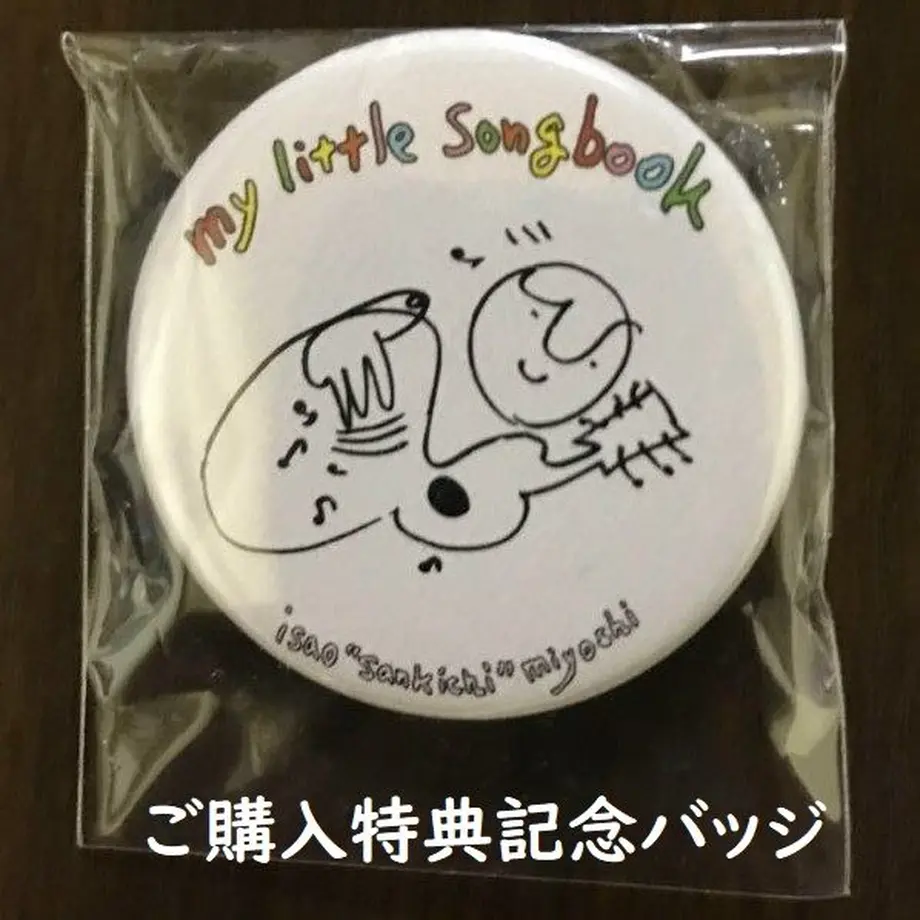 my little songbook
isao "sankichi" miyoshi
ご購入特典記念バッジ